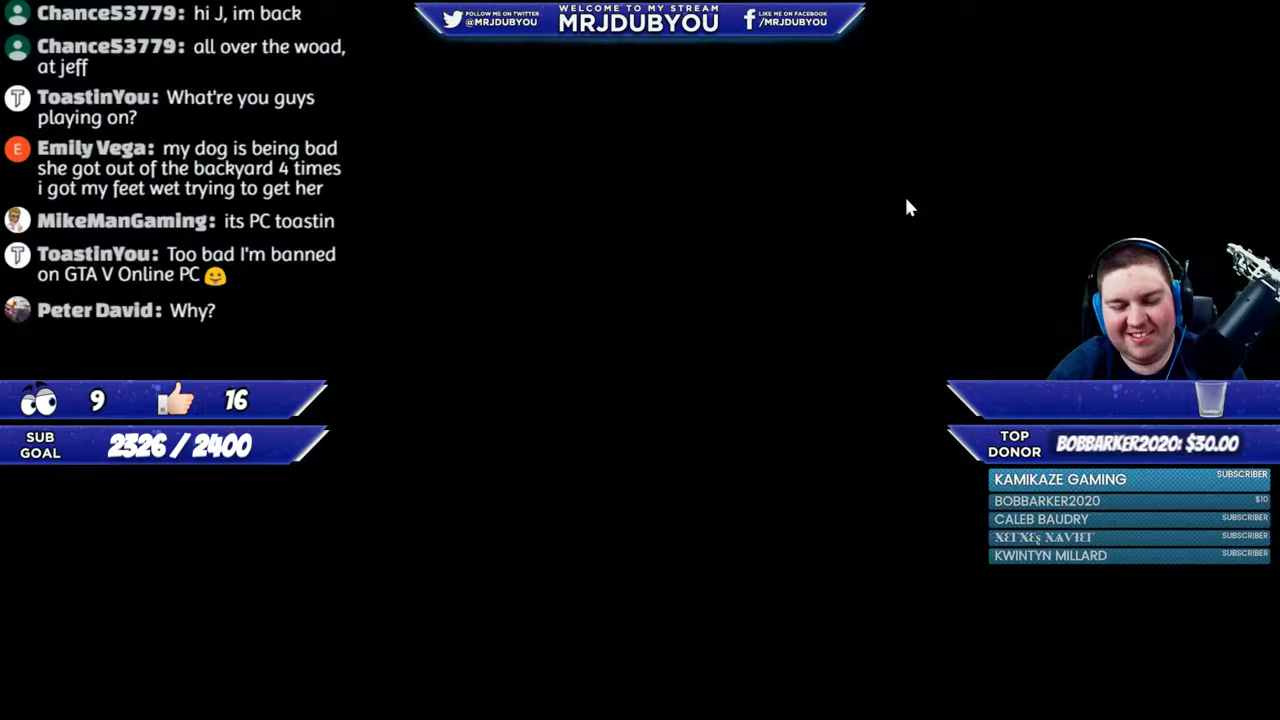 Chance53779: hi J, im back
Chance53779: all over the woad,
at jeff
ToastinYou: What're you guys
playing on?
Emily Vega: my dog is being bad
she got out of the backyard 4 times
i got my feet wet trying to get her
MikeManGaming: its PC toastin
ToastinYou: Too bad I'm banned
on GTA V Online PC 😛
Peter David: Why?
FOLLOW ME ON TWITTER
@MRJDUBYOU
WELCOME TO MY STREAM
MRJDUBYOU
LIKE ME ON FACEBOOK
/MRJDUBYOU
9
16
SUB
GOAL
2326 / 2400
TOP
DONOR
BOBBARKER2020: $30.00
KAMIKAZE GAMING SUBSCRIBER
BOBBARKER2020 $10
CALEB BAUDRY SUBSCRIBER
SUBSCRIBER
KWINTYN MILLARD SUBSCRIBER